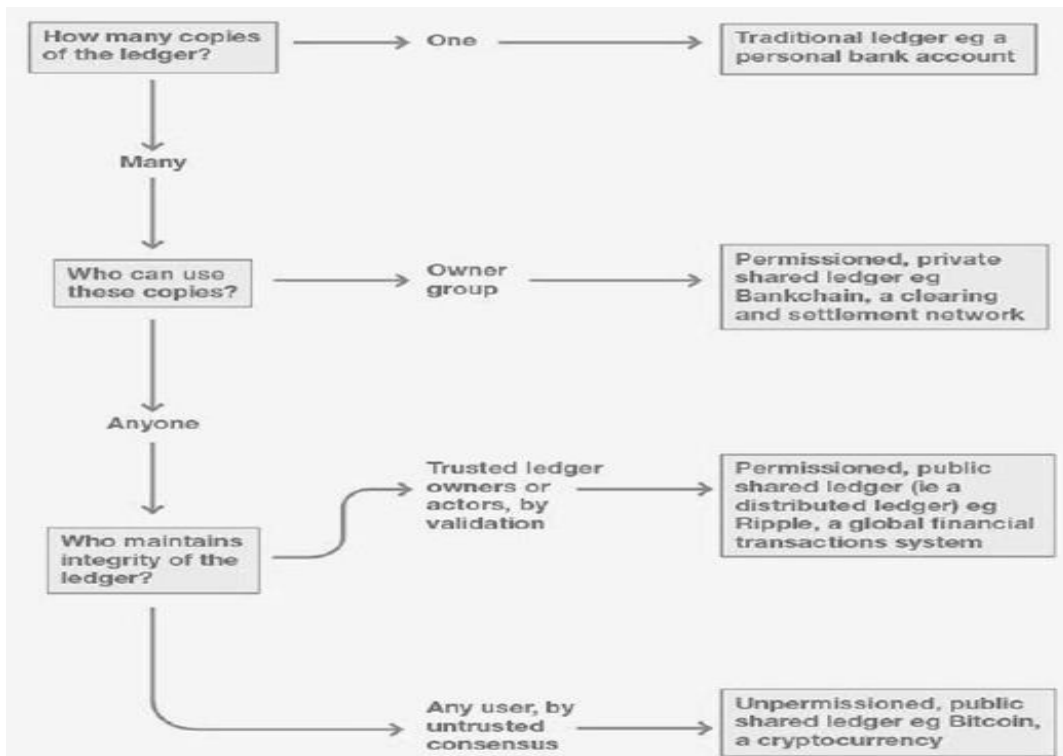 How many copies
of the ledger?
One
Traditional ledger eg a
personal bank account
Many
Who can use
these copies?
Owner
group
Permissioned, private
shared ledger eg
Bankchain, a clearing
and settlement network
Anyone
Who maintains
integrity of the
ledger?
Trusted ledger
owners or
actors, by
validation
Permissioned, public
shared ledger (ie a
distributed ledger) eg
Ripple, a global financial
transactions system
Any user, by
untrusted
consensus
Unpermissioned, public
shared ledger eg Bitcoin,
a cryptocurrency